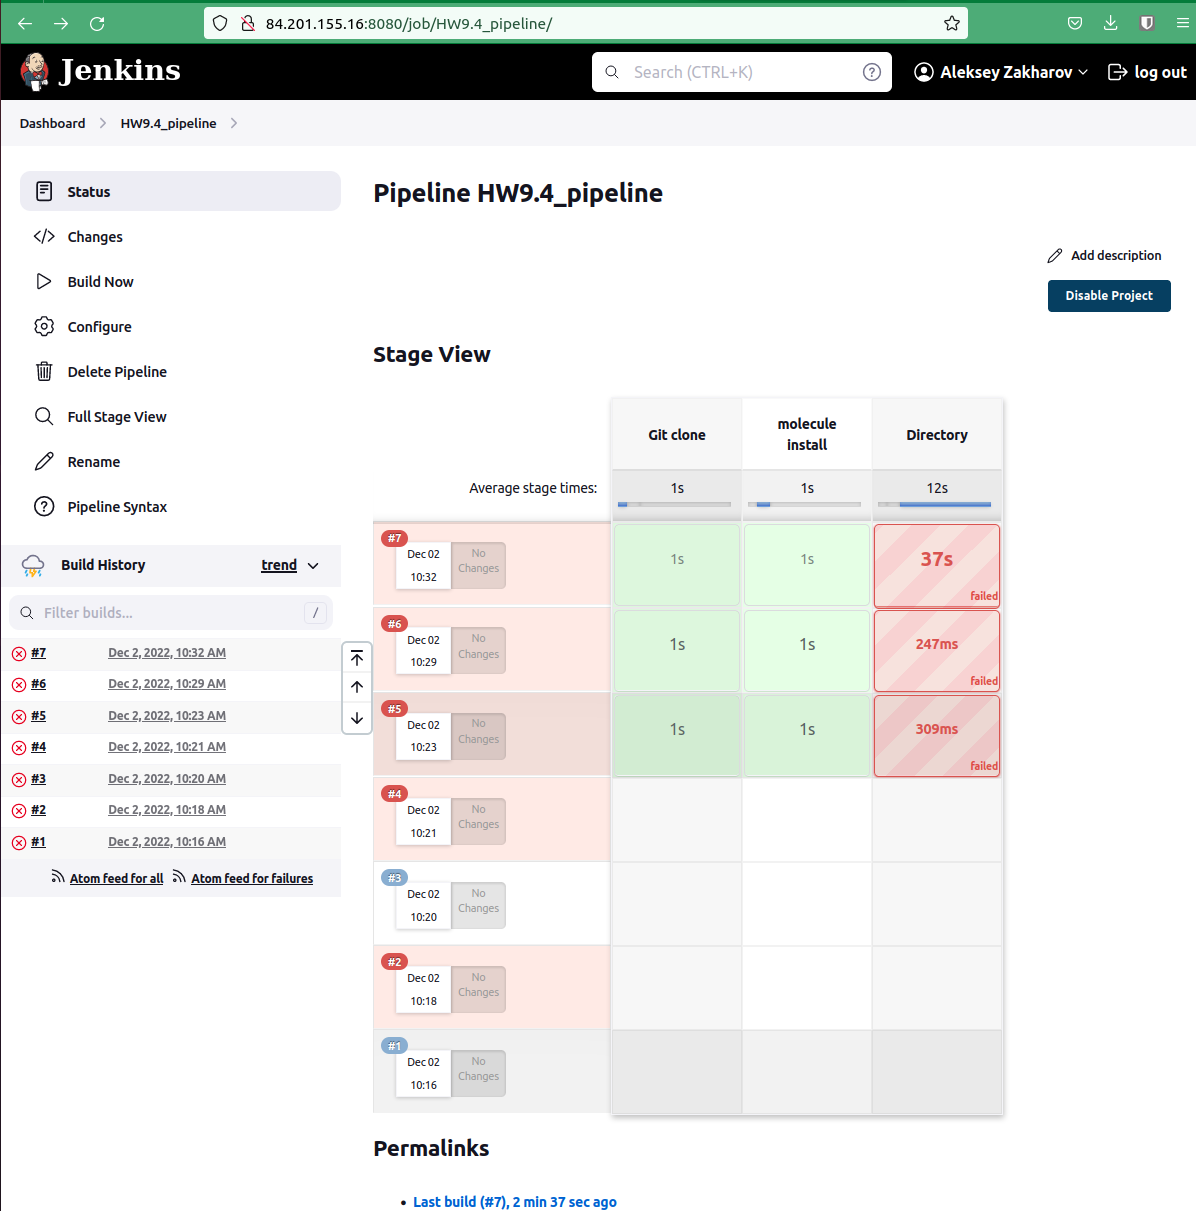 84.201.155.16:8080/job/HW9.4_pipeline/
Jenkins
Search (CTRL+K)
?
Aleksey Zakharov
log out
Dashboard
HW9.4_pipeline
Status
Changes
Build Now
Configure
Delete Pipeline
Full Stage View
Rename
Pipeline Syntax
Build History
trend
Filter builds...
/
#7 Dec 2, 2022, 10:32 AM
#6 Dec 2, 2022, 10:29 AM
#5 Dec 2, 2022, 10:23 AM
#4 Dec 2, 2022, 10:21 AM
#3 Dec 2, 2022, 10:20 AM
#2 Dec 2, 2022, 10:18 AM
#1 Dec 2, 2022, 10:16 AM
Atom feed for all
Atom feed for failures
Pipeline HW9.4_pipeline
Add description
Disable Project
Stage View
Git clone
molecule
install
Directory
Average stage times:
1s
1s
12s
#7
Dec 02
10:32
No
Changes
1s
1s
37s
failed
#6
Dec 02
10:29
No
Changes
1s
1s
247ms
failed
#5
Dec 02
10:23
No
Changes
1s
1s
309ms
failed
#4
Dec 02
10:21
No
Changes
#3
Dec 02
10:20
No
Changes
#2
Dec 02
10:18
No
Changes
#1
Dec 02
10:16
No
Changes
Permalinks
• Last build (#7), 2 min 37 sec ago